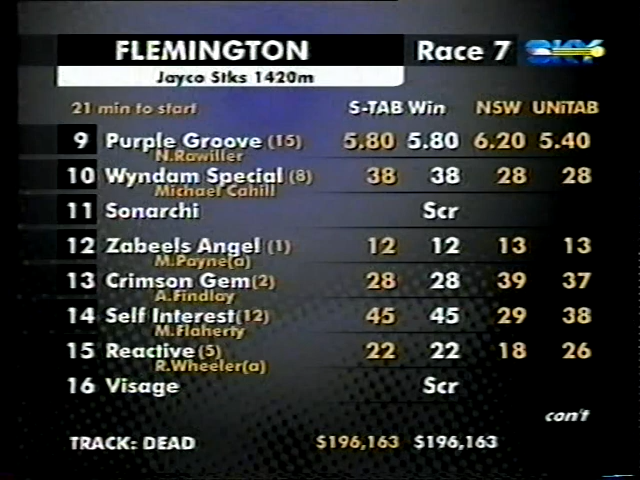 FLEMINGTON Race 7 SKY
Jayco Stks 1420m
21 min to start S-TAB Win NSW UNiTAB
9 Purple Groove (15) 5.80 5.80 6.20 5.40
N.Rawiller
10 Wyndam Special (8) 38 38 28 28
Michael Cahill
11 Sonarchi Scr
12 Zabeels Angel (1) 12 12 13 13
M.Payne(a)
13 Crimson Gem (2) 28 28 39 37
A.Findlay
14 Self Interest (12) 45 45 29 38
M.Flaherty
15 Reactive (5) 22 22 18 26
R.Wheeler(a)
16 Visage Scr
con't
TRACK: DEAD $196,163 $196,163